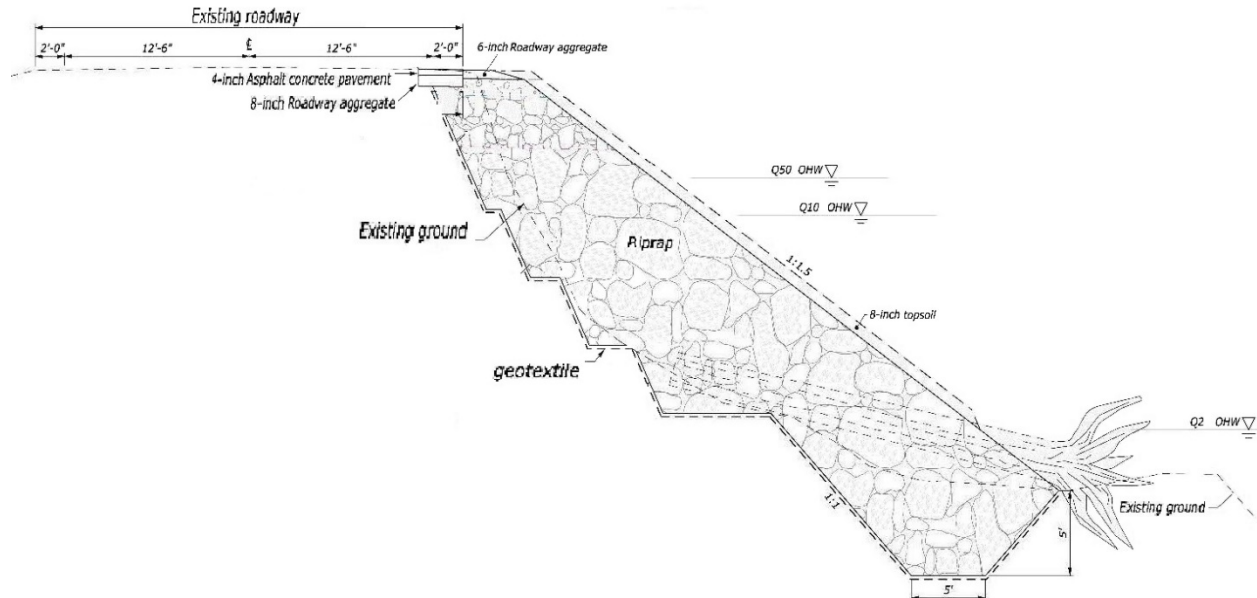 Existing roadway
2'-0"
12'-6"
℄
12'-6"
2'-0"
6-inch Roadway aggregate
4-inch Asphalt concrete pavement
8-inch Roadway aggregate
Q50 OHW
Q10 OHW
Existing ground
Riprap
1:1.5
8-inch topsoil
geotextile
Q2 OHW
1:1
Existing ground
5'
5'